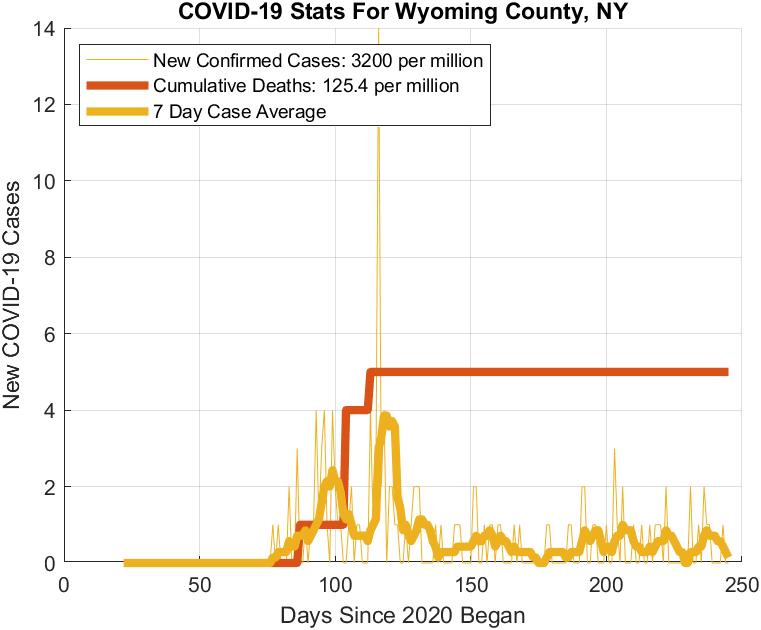 COVID-19 Stats For Wyoming County, NY
14
New Confirmed Cases: 3200 per million
Cumulative Deaths: 125.4 per million
7 Day Case Average
12
10
8
6
4
2
0
New COVID-19 Cases
0 50 100 150 200 250
Days Since 2020 Began